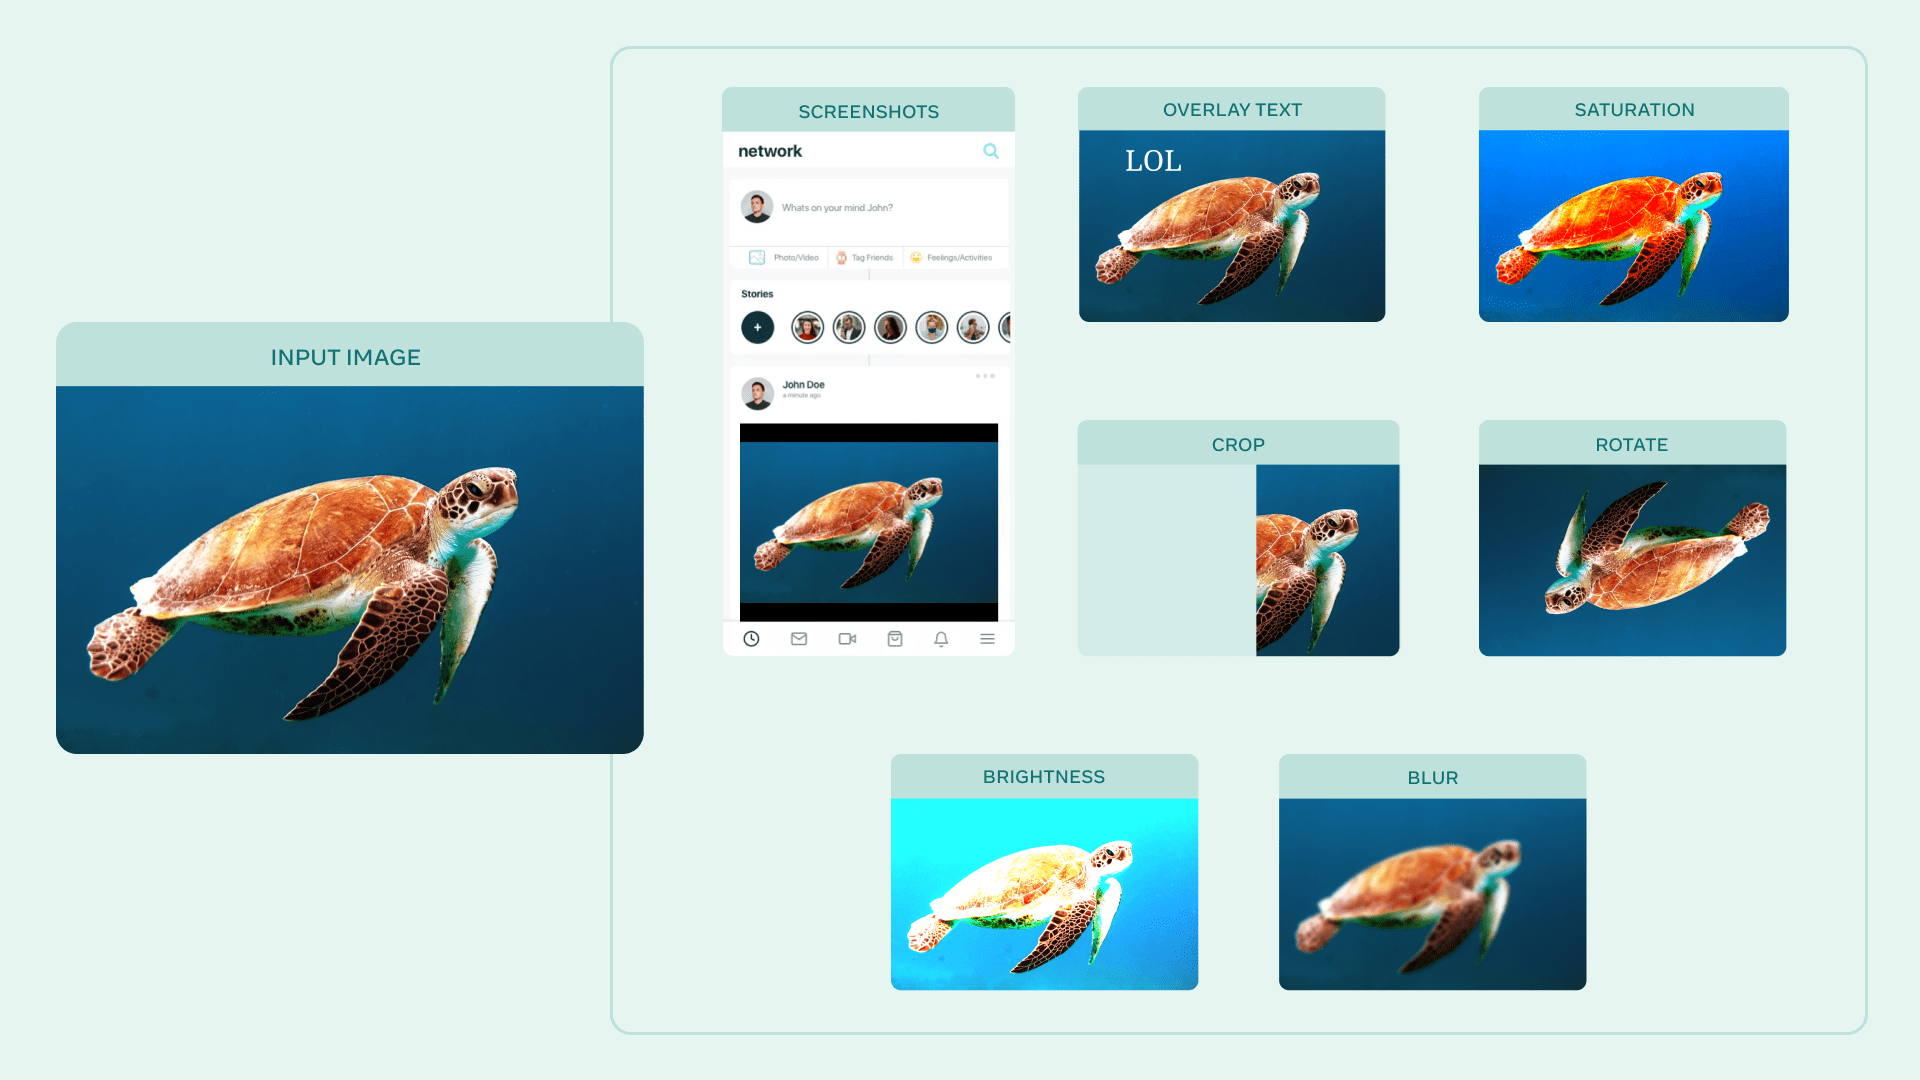 INPUT IMAGE
SCREENSHOTS
network
Whats on your mind John?
Photo/Video
Tag Friends
Feelings/Activities
Stories
+
John Doe
a minute ago
OVERLAY TEXT
LOL
SATURATION
CROP
ROTATE
BRIGHTNESS
BLUR